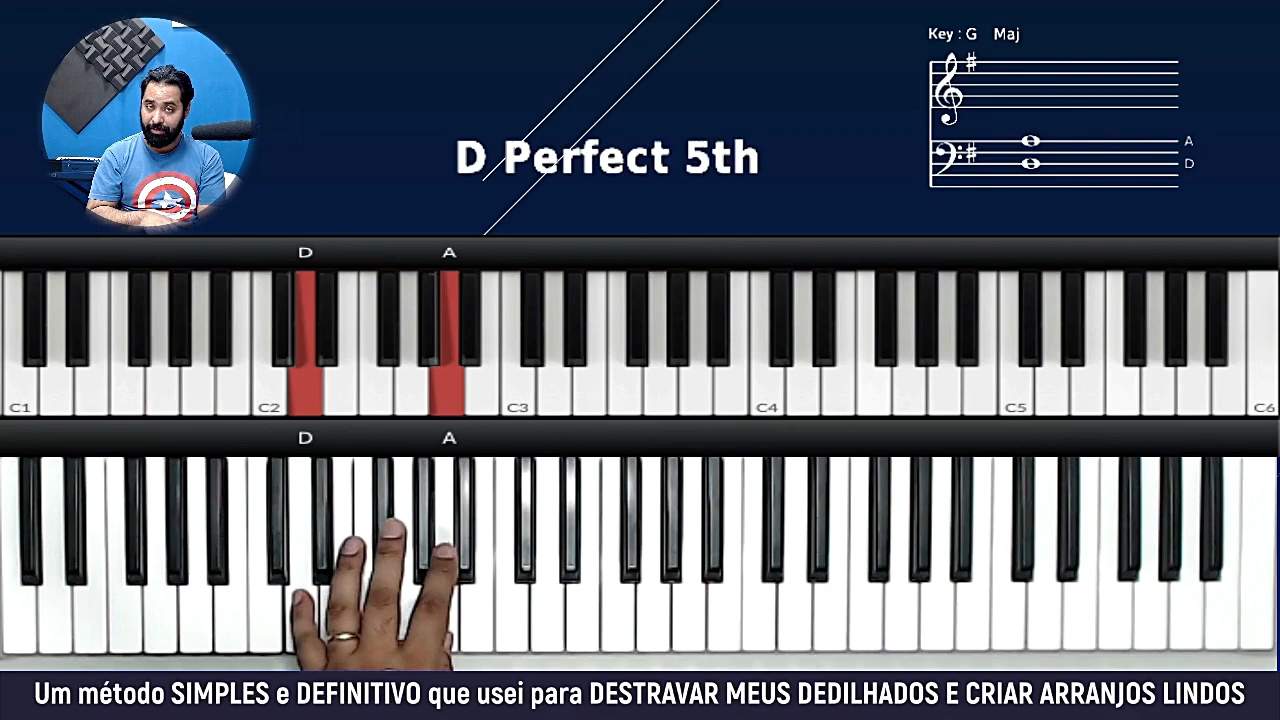 Key : G Maj
D Perfect 5th
A
D
D A
C1 C2 C3 C4 C5 C6
D A
Um método SIMPLES e DEFINITIVO que usei para DESTRAVAR MEUS DEDILHADOS E CRIAR ARRANJOS LINDOS